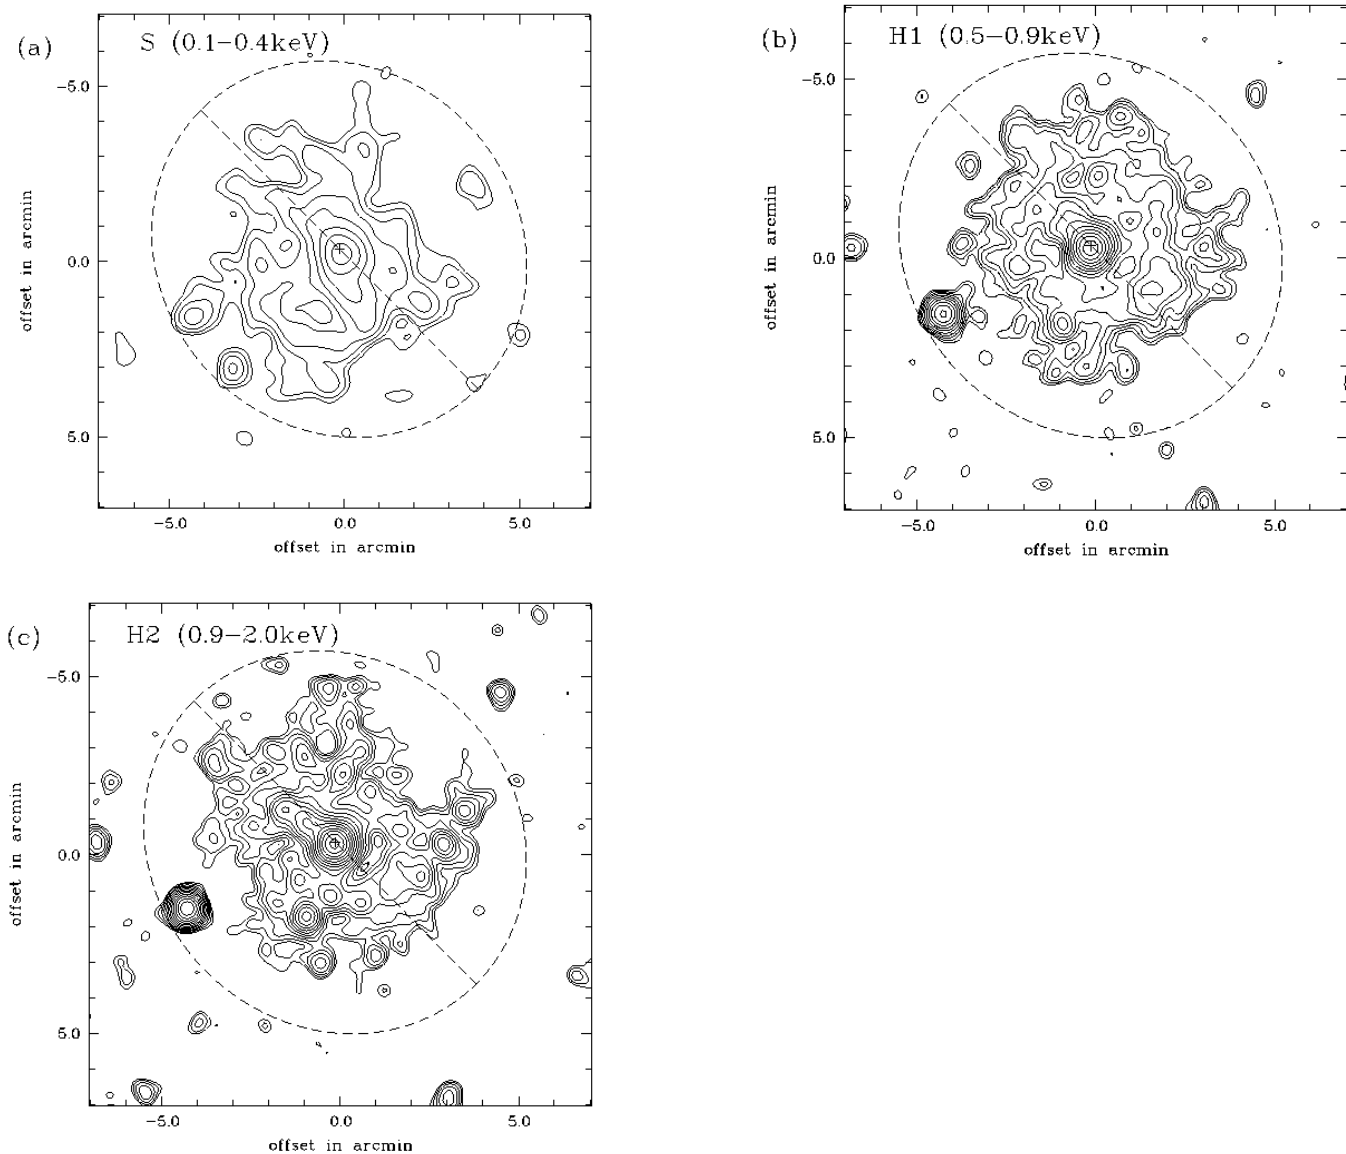 (a)
S (0.1−0.4keV)
−5.0
0.0
5.0
offset in arcmin
−5.0 0.0 5.0
offset in arcmin
(b)
H1 (0.5−0.9keV)
−5.0
0.0
5.0
offset in arcmin
−5.0 0.0 5.0
offset in arcmin
(c)
H2 (0.9−2.0keV)
−5.0
0.0
5.0
offset in arcmin
−5.0 0.0 5.0
offset in arcmin